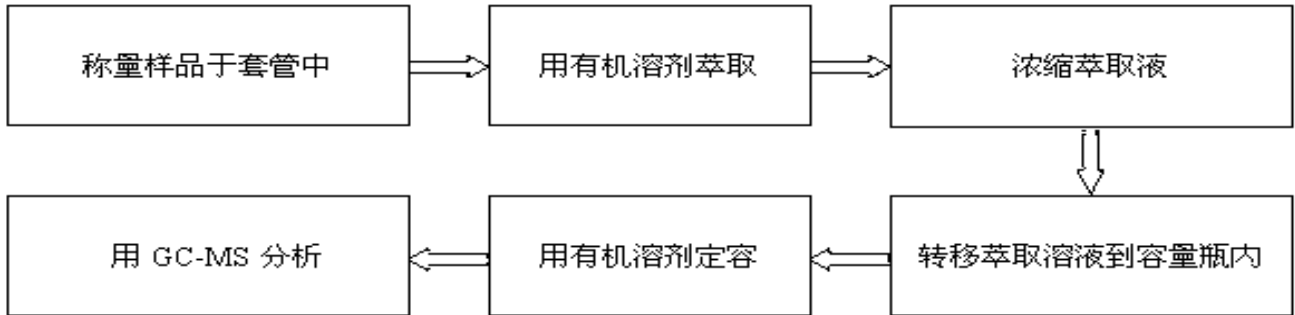 称量样品于套管中
用有机溶剂萃取
浓缩萃取液
转移萃取溶液到容量瓶内
用有机溶剂定容
用 GC-MS 分析